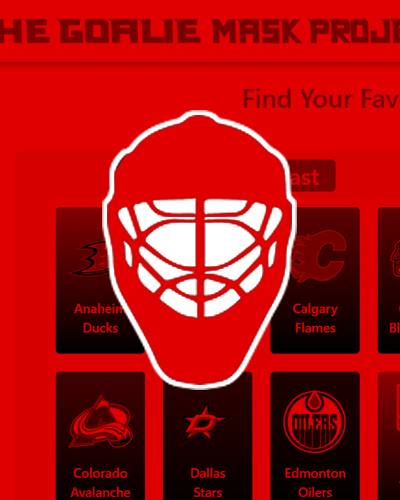 HE GOALIE MASK PROJE
Find Your Fav
ast
Anaheim
Ducks
Calgary
Flames
Bl
Colorado
Avalanche
Dallas
Stars
OILERS
Edmonton
Oilers